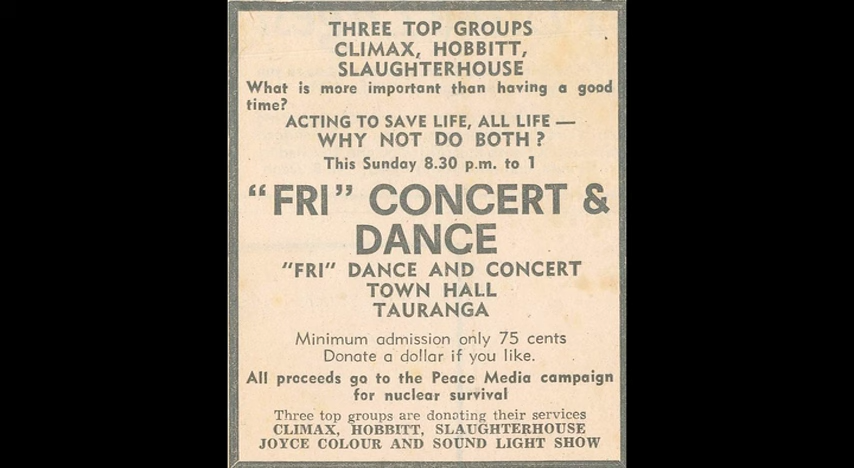 THREE TOP GROUPS
CLIMAX, HOBBITT,
SLAUGHTERHOUSE
What is more important than having a good
time?
ACTING TO SAVE LIFE, ALL LIFE —
WHY NOT DO BOTH?
This Sunday 8.30 p.m. to 1
"FRI" CONCERT &
DANCE
"FRI" DANCE AND CONCERT
TOWN HALL
TAURANGA
Minimum admission only 75 cents
Donate a dollar if you like.
All proceeds go to the Peace Media campaign
for nuclear survival
Three top groups are donating their services
CLIMAX, HOBBITT, SLAUGHTERHOUSE
JOYCE COLOUR AND SOUND LIGHT SHOW